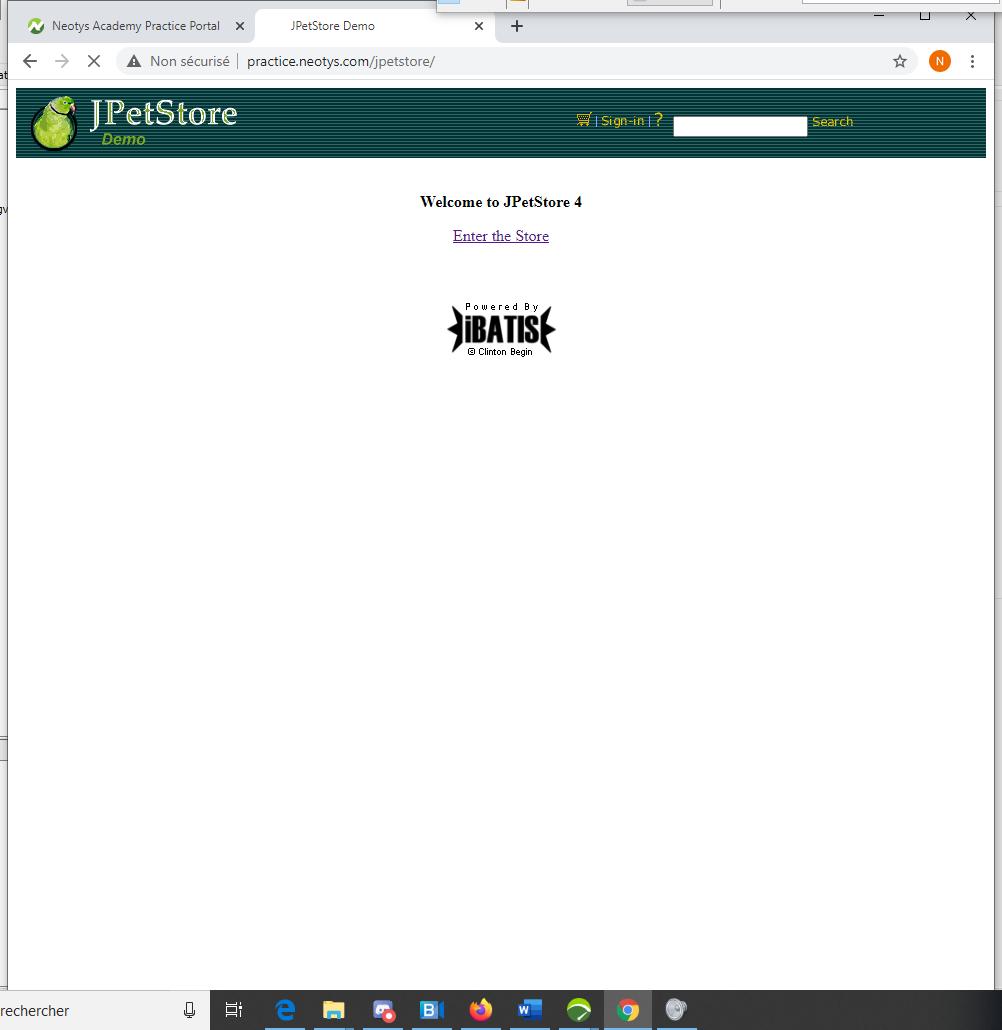 Neotys Academy Practice Portal
JPetStore Demo
Non sécurisé
practice.neotys.com/jpetstore/
N
JPetStore
Demo
| Sign-in | ?
Search
Welcome to JPetStore 4
Enter the Store
Powered By
iBATIS
© Clinton Begin
rechercher